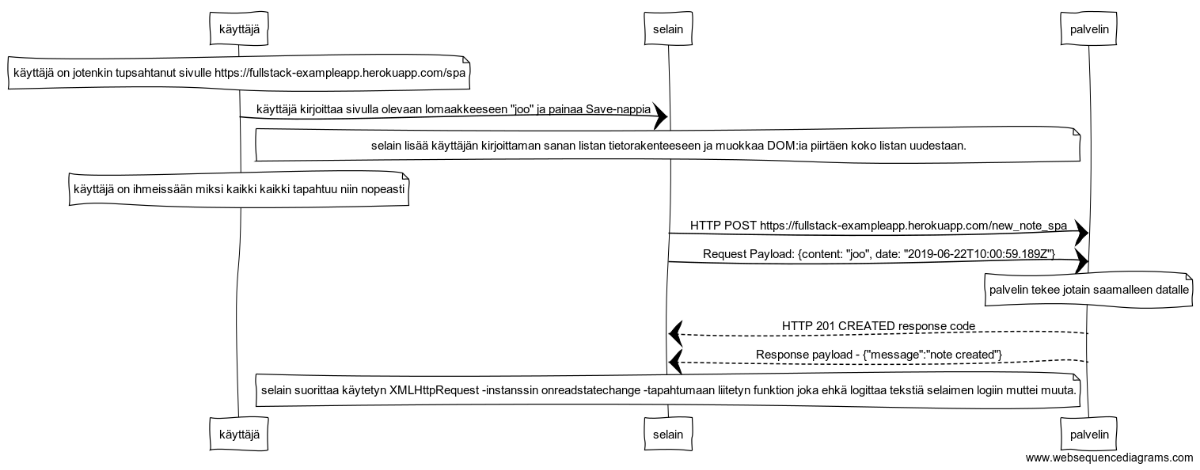 käyttäjä
selain
palvelin
käyttäjä on jotenkin tupsahtanut sivulle https://fullstack-exampleapp.herokuapp.com/spa
käyttäjä kirjoittaa sivulla olevaan lomaakkeeseen "joo" ja painaa Save-nappia
selain lisää käyttäjän kirjoittaman sanan listan tietorakenteeseen ja muokkaa DOM:ia piirtäen koko listan uudestaan.
käyttäjä on ihmeissään miksi kaikki kaikki tapahtuu niin nopeasti
HTTP POST https://fullstack-exampleapp.herokuapp.com/new_note_spa
Request Payload: {content: "joo", date: "2019-06-22T10:00:59.189Z"}
palvelin tekee jotain saamalleen datalle
HTTP 201 CREATED response code
Response payload - {"message":"note created"}
selain suorittaa käytetyn XMLHttpRequest -instanssin onreadstatechange -tapahtumaan liitetyn funktion joka ehkä logittaa tekstiä selaimen logiin muttei muuta.
käyttäjä
selain
palvelin
www.websequencediagrams.com